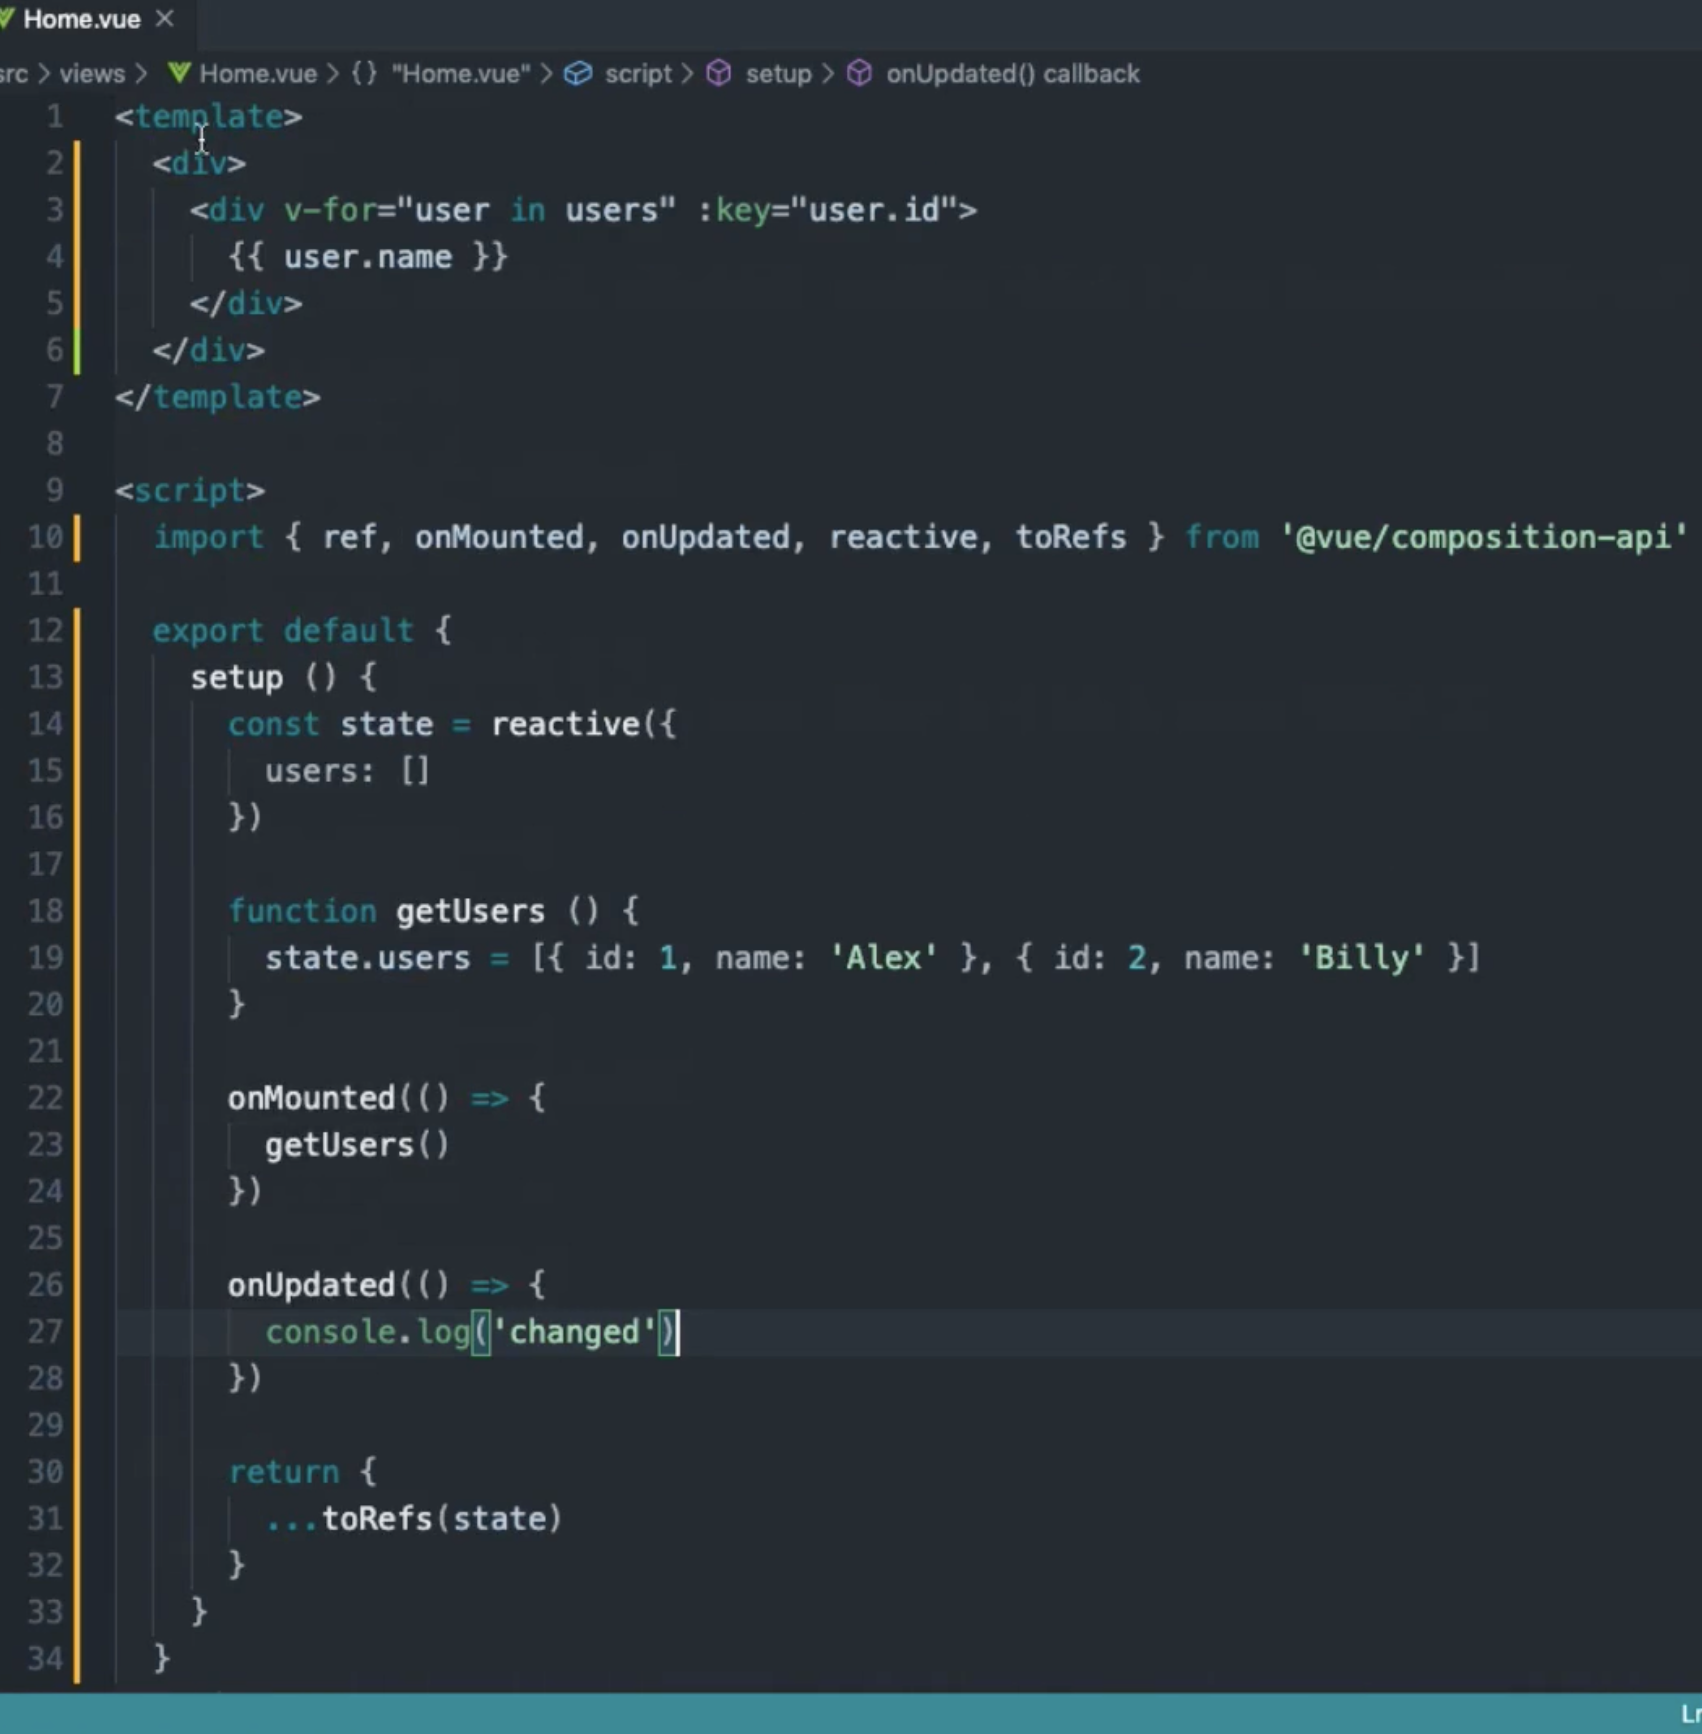 Home.vue
src > views > Home.vue > {} "Home.vue" > script > setup > onUpdated() callback
1 <template>
2 <div>
3 <div v-for="user in users" :key="user.id">
4 {{ user.name }}
5 </div>
6 </div>
7 </template>
8
9 <script>
10 import { ref, onMounted, onUpdated, reactive, toRefs } from '@vue/composition-api'
11
12 export default {
13 setup () {
14 const state = reactive({
15 users: []
16 })
17
18 function getUsers () {
19 state.users = [{ id: 1, name: 'Alex' }, { id: 2, name: 'Billy' }]
20 }
21
22 onMounted(() => {
23 getUsers()
24 })
25
26 onUpdated(() => {
27 console.log('changed')
28 })
29
30 return {
31 ...toRefs(state)
32 }
33 }
34 }
Ln